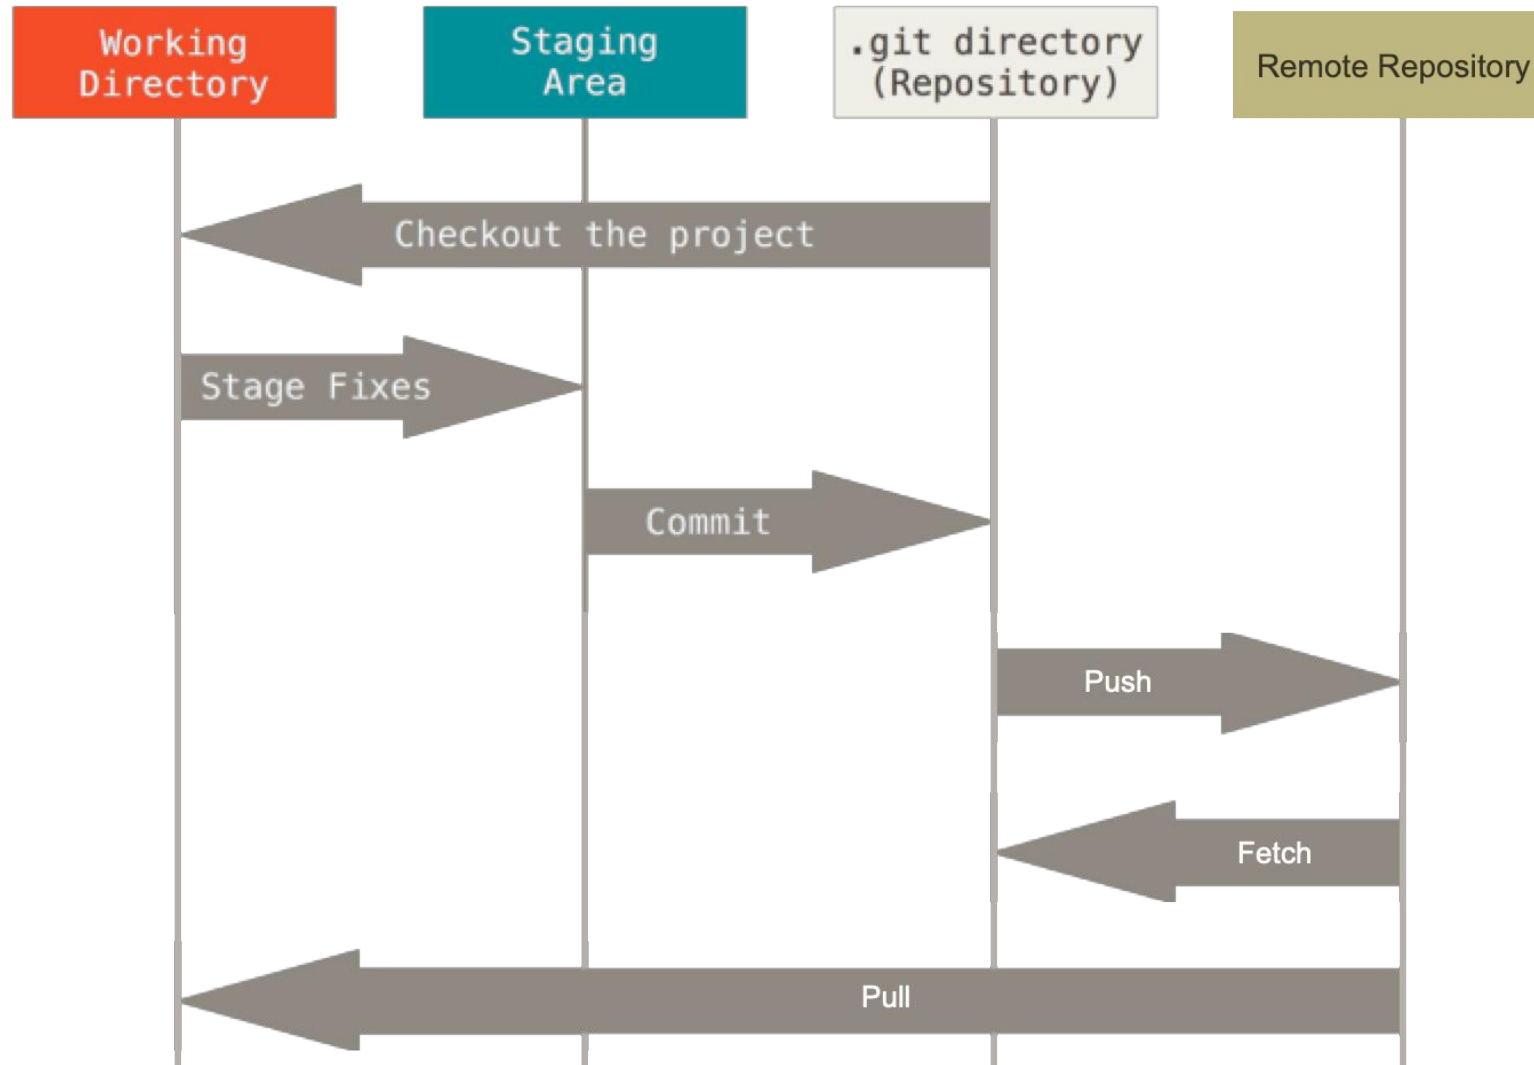 Working
Directory
Staging
Area
.git directory
(Repository)
Remote Repository
Checkout the project
Stage Fixes
Commit
Push
Fetch
Pull